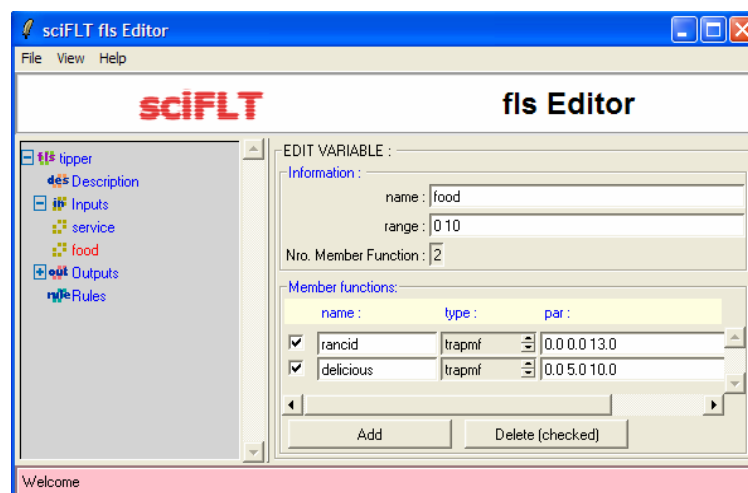 sciFLT fls Editor
File View Help
sciFLT fls Editor
fls tipper
des Description
in Inputs
service
food
out Outputs
rule Rules
EDIT VARIABLE :
Information :
name : food
range : 0 10
Nro. Member Function : 2
Member functions:
name : type : par :
rancid trapmf 0.0 0.0 13.0
delicious trapmf 0.0 5.0 10.0
Add Delete (checked)
Welcome